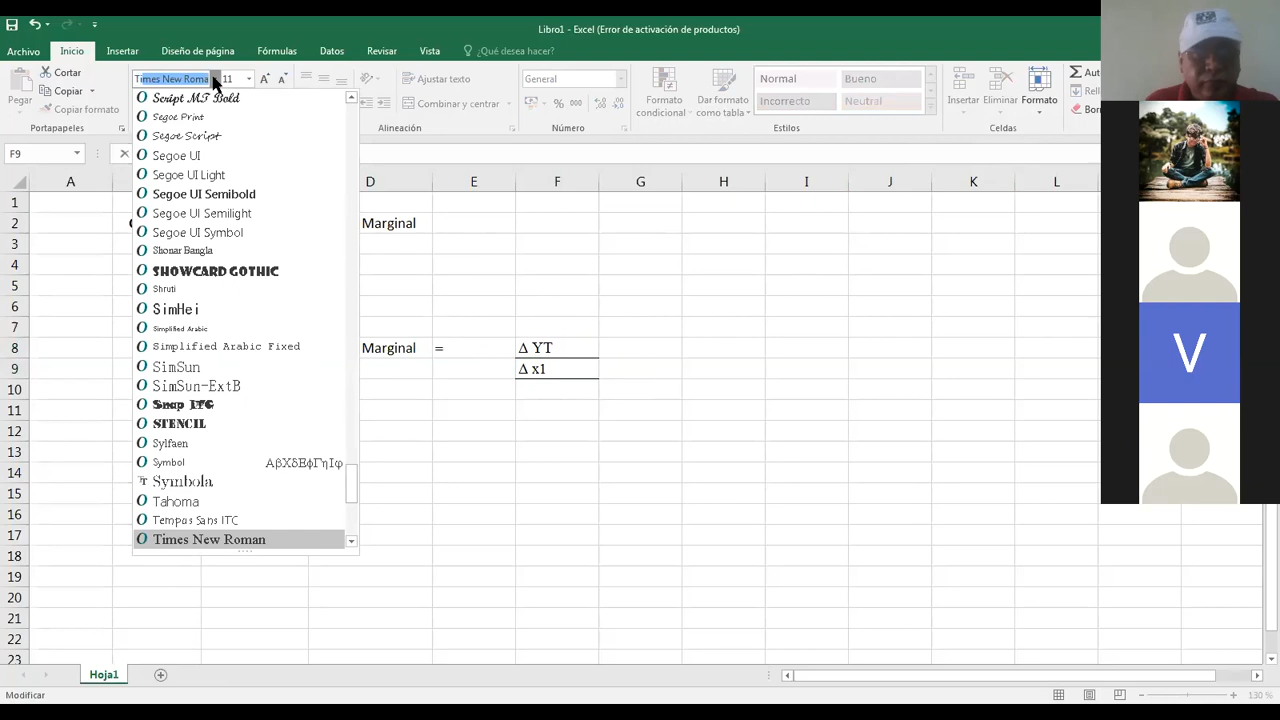 Libro1 - Excel (Error de activación de productos)
Archivo Inicio Insertar Diseño de página Fórmulas Datos Revisar Vista ¿Qué desea hacer?
Cortar
Copiar
Copiar formato
Pegar
Portapapeles
Times New Roma 11
Ajustar texto
Alineación
General
% 000
Número
Formato condicional
Dar formato como tabla
Normal Bueno
Incorrecto Neutral
Estilos
Insertar Eliminar Formato
Celdas
Σ Aut
Rell
Borr
F9
Script MT Bold
Segoe Print
Segoe Script
Segoe UI
Segoe UI Light
Segoe UI Semibold
Segoe UI Semilight
Segoe UI Symbol
Shonar Bangla
SHOWCARD GOTHIC
Shruti
SimHei
Simplified Arabic
Simplified Arabic Fixed
SimSun
SimSun-ExtB
Snap ITC
STENCIL
Sylfaen
Symbol ΑβΧδΕφΓηΙφ
Symbola
Tahoma
Tempus Sans ITC
Times New Roman
A D E F G H I J K L
1
2 Marginal
3
4
5
6
7
8 Marginal = Δ YT
9 Δ x1
10
11
12
13
14
15
16
17
18
19
20
21
22
23
V
Hoja1
Modificar
130 %